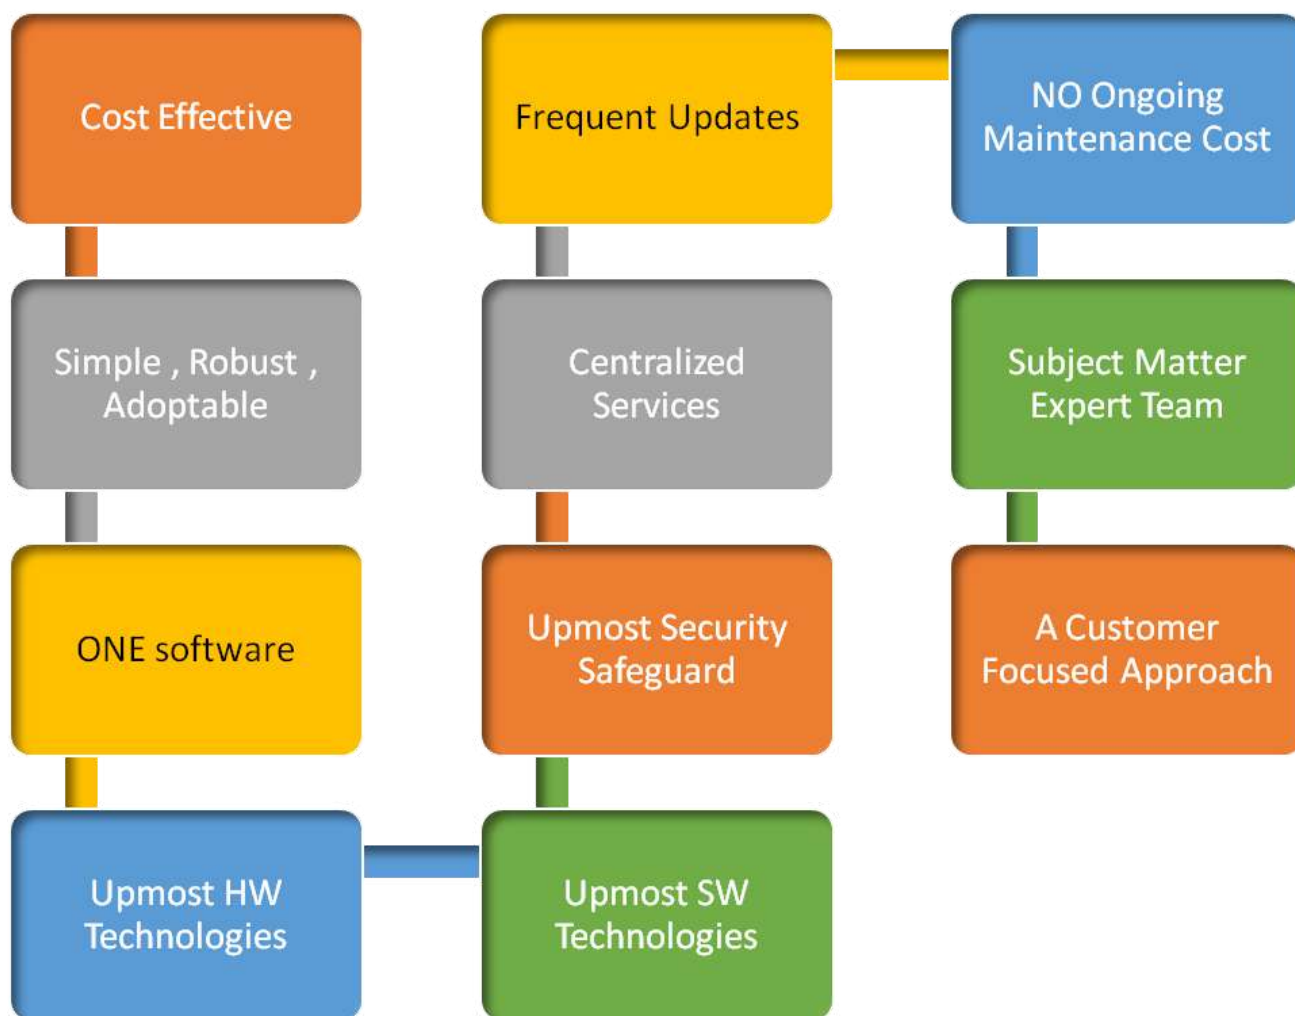 Cost Effective
Simple , Robust ,
Adoptable
ONE software
Upmost HW
Technologies
Upmost SW
Technologies
Upmost Security
Safeguard
Centralized
Services
Frequent Updates
NO Ongoing
Maintenance Cost
Subject Matter
Expert Team
A Customer
Focused Approach